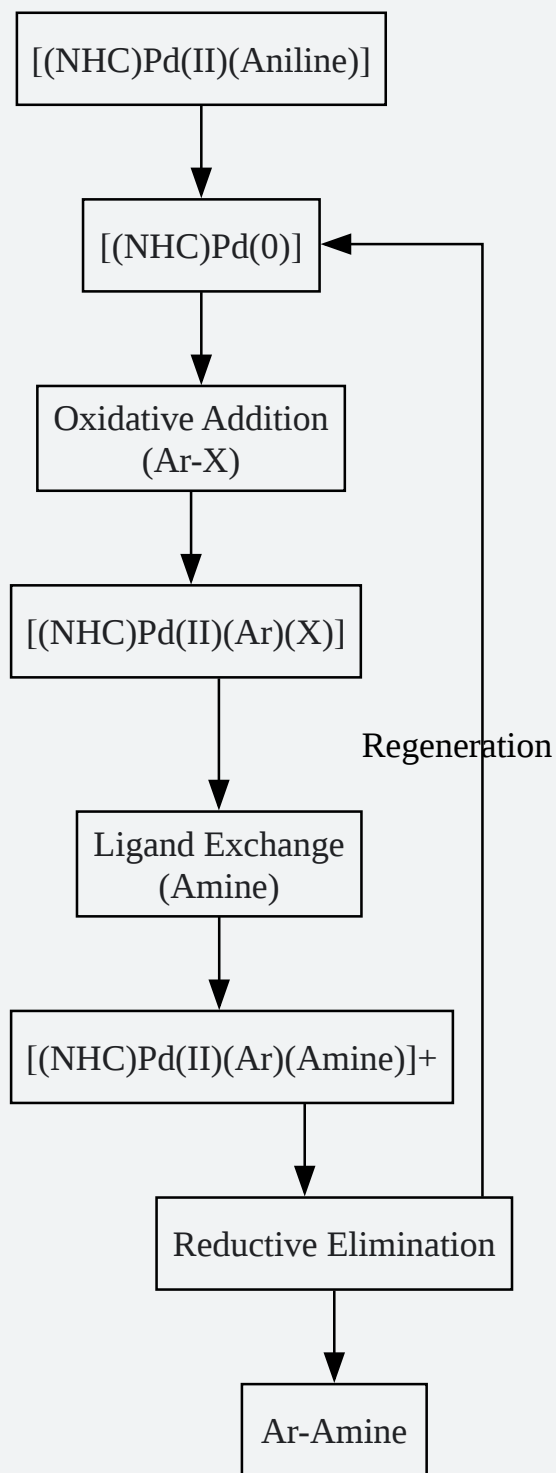 [(NHC)Pd(II)(Aniline)]
[(NHC)Pd(0)]
Oxidative Addition
(Ar-X)
[(NHC)Pd(II)(Ar)(X)]
Regeneration
Ligand Exchange
(Amine)
[(NHC)Pd(II)(Ar)(Amine)]+
Reductive Elimination
Ar-Amine